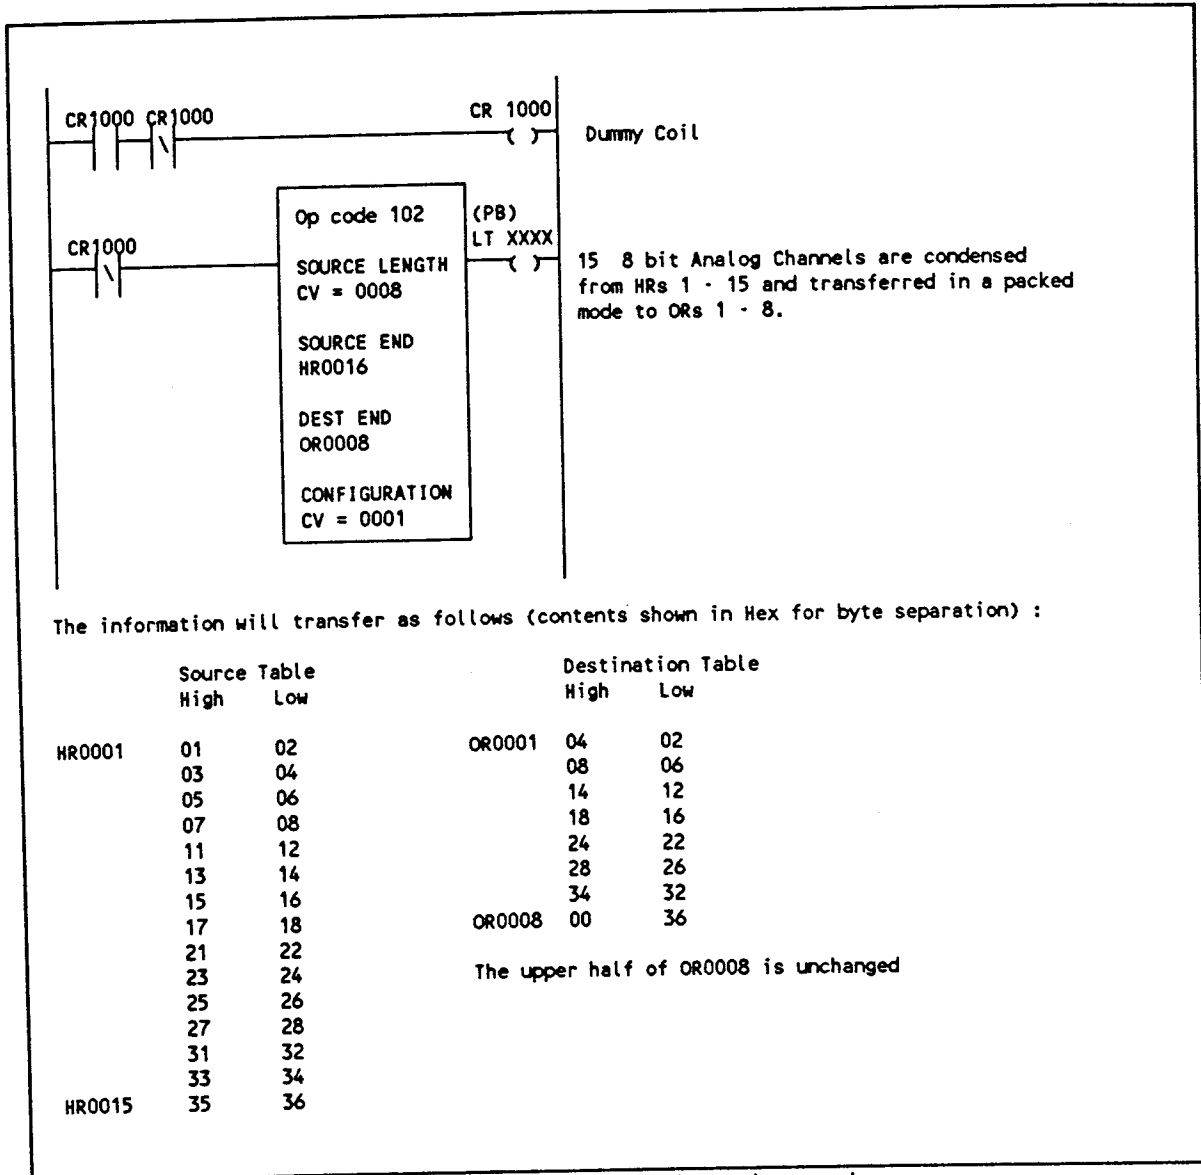 CR1000 CR1000 CR 1000
Dummy Coil
CR1000
Op code 102
SOURCE LENGTH
CV = 0008
SOURCE END
HR0016
DEST END
OR0008
CONFIGURATION
CV = 0001
(PB)
LT XXXX
15 8 bit Analog Channels are condensed
from HRs 1 - 15 and transferred in a packed
mode to ORs 1 - 8.
The information will transfer as follows (contents shown in Hex for byte separation) :
Source Table
High Low
HR0001 01 02
03 04
05 06
07 08
11 12
13 14
15 16
17 18
21 22
23 24
25 26
27 28
31 32
33 34
HR0015 35 36
Destination Table
High Low
OR0001 04 02
08 06
14 12
18 16
24 22
28 26
34 32
OR0008 00 36
The upper half of OR0008 is unchanged